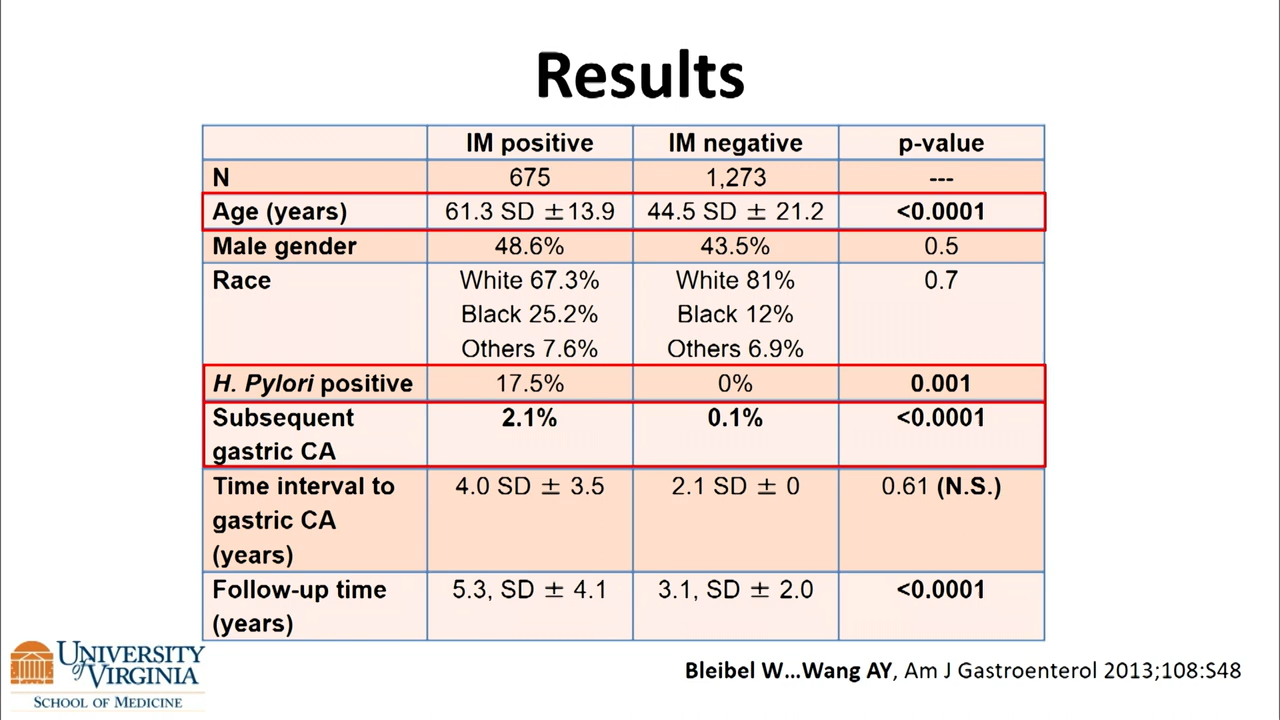 Results
IM positive IM negative p-value
N 675 1,273 ---
Age (years) 61.3 SD ±13.9 44.5 SD ± 21.2 <0.0001
Male gender 48.6% 43.5% 0.5
Race White 67.3% White 81% 0.7
Black 25.2% Black 12%
Others 7.6% Others 6.9%
H. Pylori positive 17.5% 0% 0.001
Subsequent 2.1% 0.1% <0.0001
gastric CA
Time interval to 4.0 SD ± 3.5 2.1 SD ± 0 0.61 (N.S.)
gastric CA
(years)
Follow-up time 5.3, SD ± 4.1 3.1, SD ± 2.0 <0.0001
(years)
UNIVERSITY
of VIRGINIA
SCHOOL OF MEDICINE
Bleibel W...Wang AY, Am J Gastroenterol 2013;108:S48